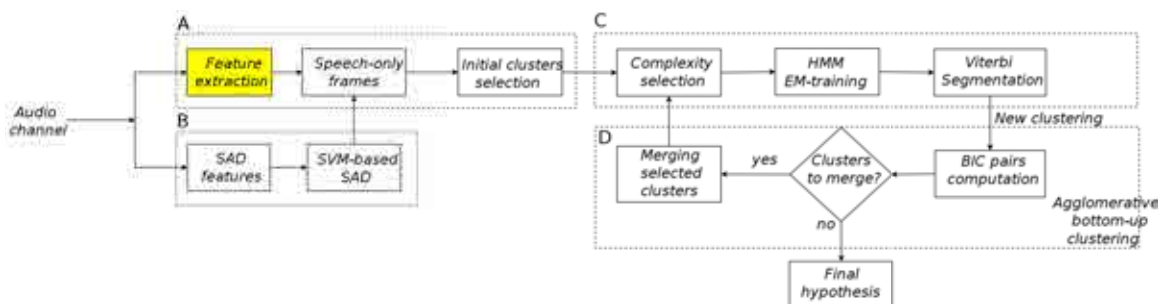 A
Feature
extraction
Speech-only
frames
Initial clusters
selection
Audio
channel
B
SAD
features
SVM-based
SAD
C
Complexity
selection
HMM
EM-training
Viterbi
Segmentation
New clustering
D
Merging
selected
clusters
yes
Clusters
to merge?
BIC pairs
computation
no
Agglomerative
bottom-up
clustering
Final
hypothesis